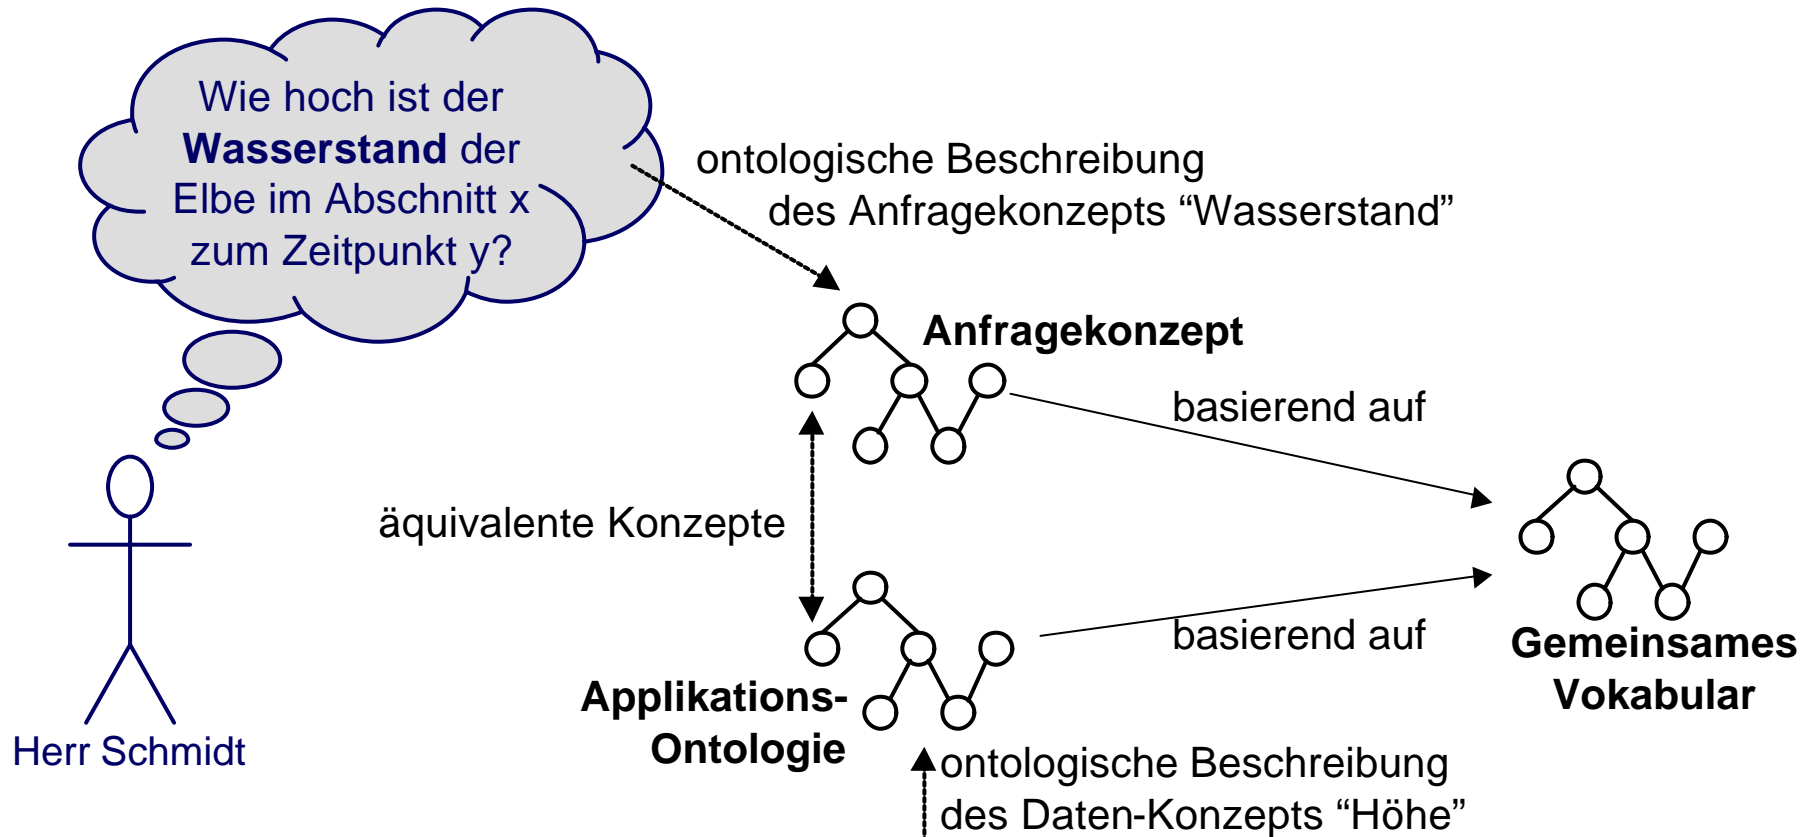 Wie hoch ist der
Wasserstand der
Elbe im Abschnitt x
zum Zeitpunkt y?
ontologische Beschreibung
des Anfragekonzepts “Wasserstand”
Anfragekonzept
basierend auf
äquivalente Konzepte
basierend auf
Gemeinsames
Vokabular
Applikations-
Ontologie
Herr Schmidt
ontologische Beschreibung
des Daten-Konzepts “Höhe”